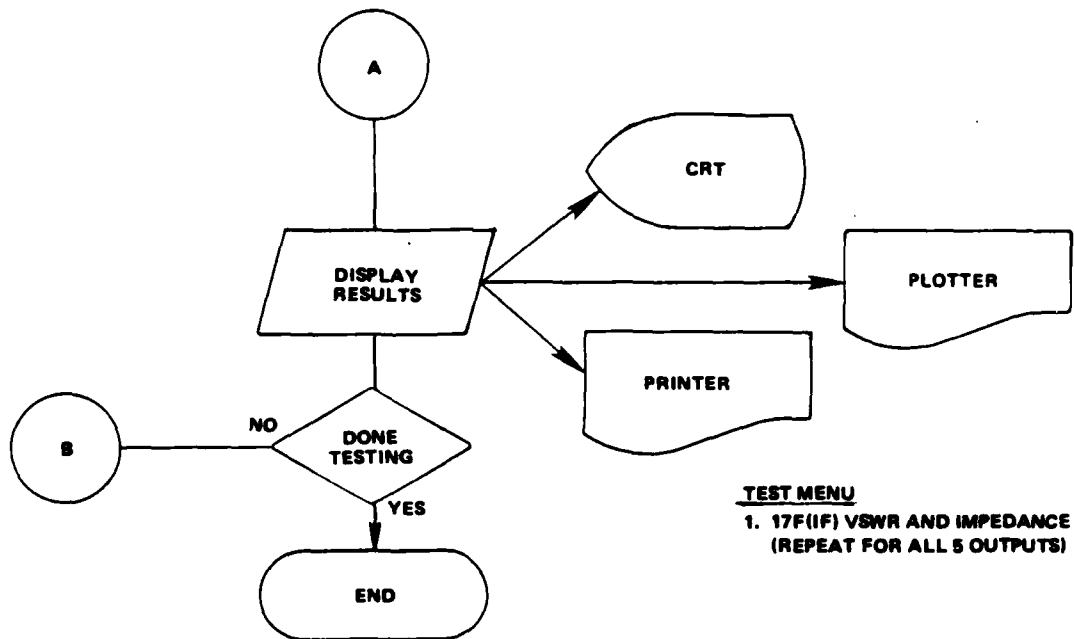 A
CRT
DISPLAY
RESULTS
PLOTTER
PRINTER
NO
B
DONE
TESTING
YES
TEST MENU
1. 17F(IF) VSWR AND IMPEDANCE
(REPEAT FOR ALL 5 OUTPUTS)
END